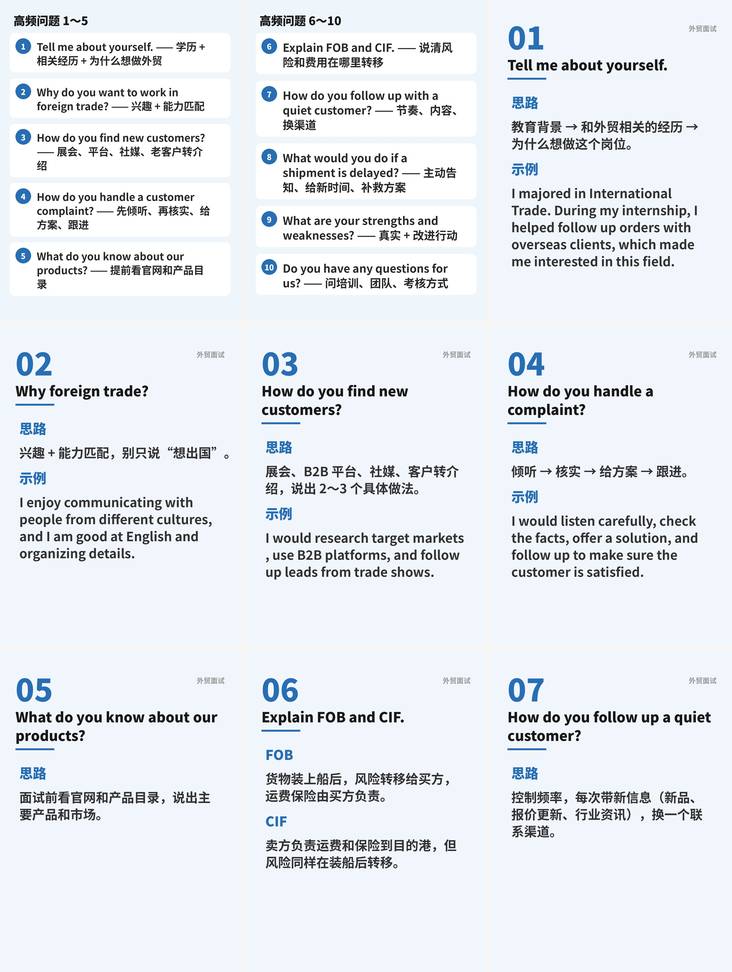 高频问题 1～5
1 Tell me about yourself. —— 学历 +
相关经历 + 为什么想做外贸
2 Why do you want to work in
foreign trade? —— 兴趣 + 能力匹配
3 How do you find new customers?
—— 展会、平台、社媒、老客户转介
绍
4 How do you handle a customer
complaint? —— 先倾听、再核实、给
方案、跟进
5 What do you know about our
products? —— 提前看官网和产品目
录
高频问题 6～10
6 Explain FOB and CIF. —— 说清风
险和费用在哪里转移
7 How do you follow up with a
quiet customer? —— 节奏、内容、
换渠道
8 What would you do if a
shipment is delayed? —— 主动告
知、给新时间、补救方案
9 What are your strengths and
weaknesses? —— 真实 + 改进行动
10 Do you have any questions for
us? —— 问培训、团队、考核方式
01
外贸面试
Tell me about yourself.
思路
教育背景 → 和外贸相关的经历 →
为什么想做这个岗位。
示例
I majored in International
Trade. During my internship, I
helped follow up orders with
overseas clients, which made
me interested in this field.
02
外贸面试
Why foreign trade?
思路
兴趣 + 能力匹配，别只说“想出国”。
示例
I enjoy communicating with
people from different cultures,
and I am good at English and
organizing details.
03
外贸面试
How do you find new
customers?
思路
展会、B2B 平台、社媒、客户转介
绍，说出 2～3 个具体做法。
示例
I would research target markets
, use B2B platforms, and follow
up leads from trade shows.
04
外贸面试
How do you handle a
complaint?
思路
倾听 → 核实 → 给方案 → 跟进。
示例
I would listen carefully, check
the facts, offer a solution, and
follow up to make sure the
customer is satisfied.
05
外贸面试
What do you know about our
products?
思路
面试前看官网和产品目录，说出主
要产品和市场。
06
外贸面试
Explain FOB and CIF.
FOB
货物装上船后，风险转移给买方，
运费保险由买方负责。
CIF
卖方负责运费和保险到目的港，但
风险同样在装船后转移。
07
外贸面试
How do you follow up a quiet
customer?
思路
控制频率，每次带新信息（新品、
报价更新、行业资讯），换一个联
系渠道。